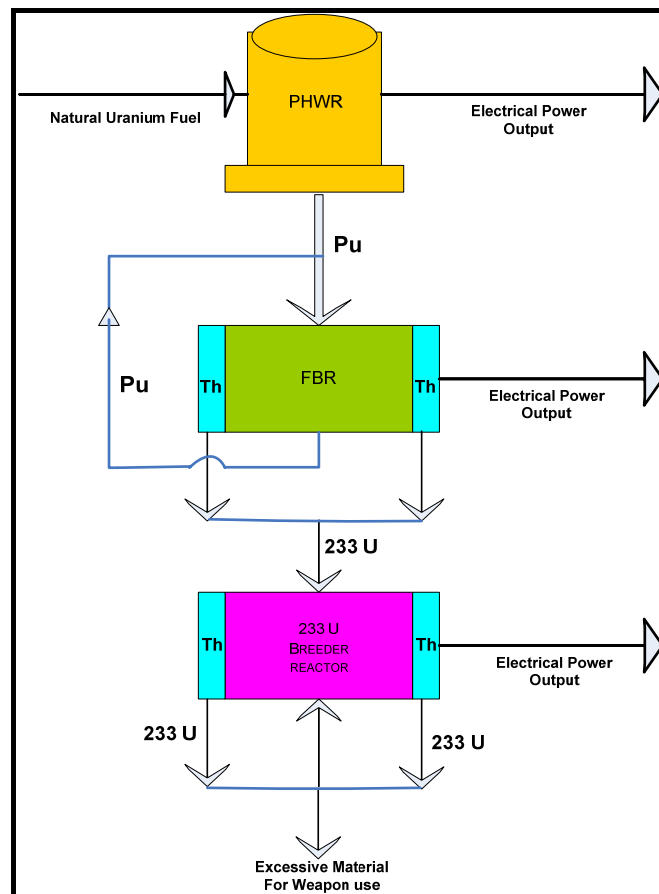 PHWR
Natural Uranium Fuel
Electrical Power
Output
Pu
Th
FBR
Th
Pu
Electrical Power
Output
233 U
Th
233 U
BREEDER
REACTOR
Th
Electrical Power
Output
233 U
233 U
Excessive Material
For Weapon use